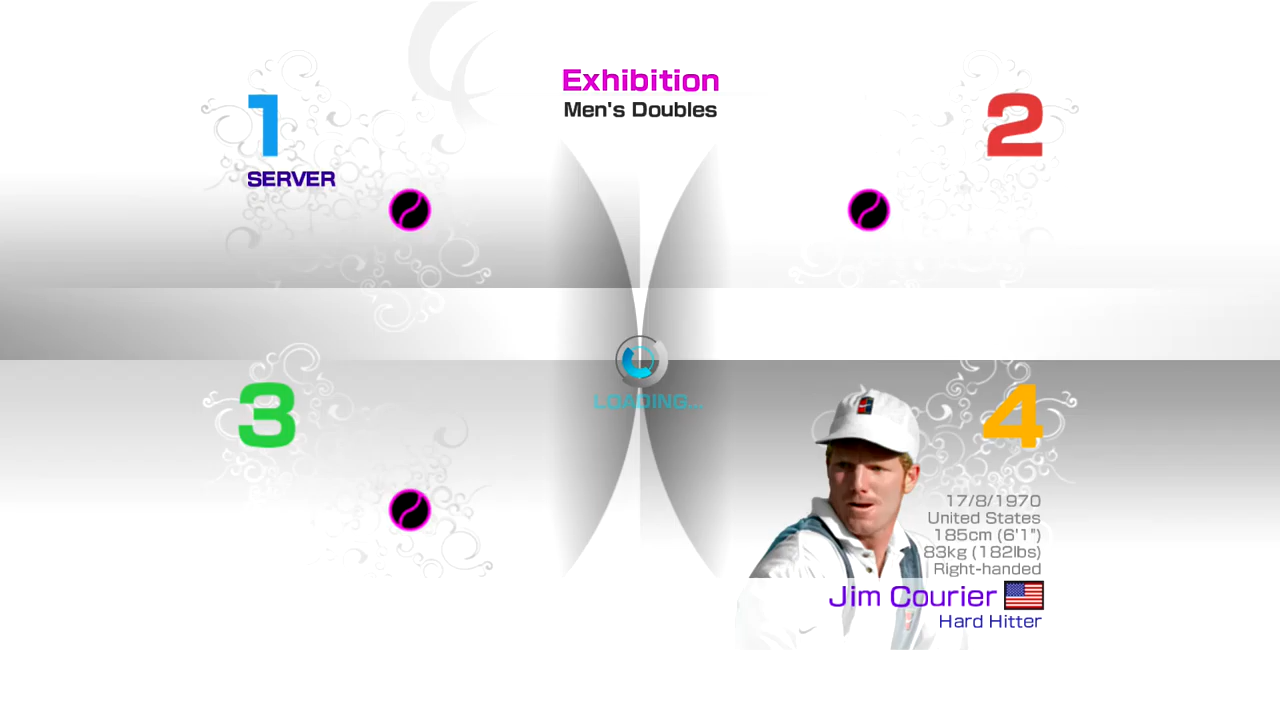 Exhibition
Men's Doubles
1
SERVER
2
LOADING...
3
4
17/8/1970
United States
185cm (6'1")
83kg (182lbs)
Right-handed
Jim Courier
Hard Hitter